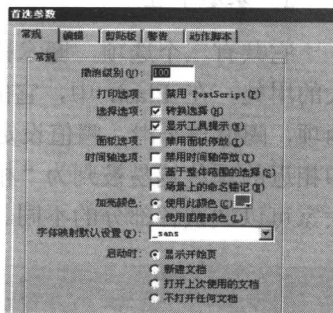 首选参数
常规 编辑 剪贴板 警告 动作脚本
常规
撤消级别(V): 100
打印选项: 禁用 PostScript(P)
选择选项: 转换选择(H)
显示工具提示(E)
面板选项: 禁用面板停放(Z)
时间轴选项: 禁用时间轴停放(T)
基于整体范围的选择(S)
场景上的命名锚记(N)
加亮颜色: 使用此颜色(C)
使用图层颜色(L)
字体映射默认设置(F): _sans
启动时: 显示开始页
新建文档
打开上次使用的文档
不打开任何文档